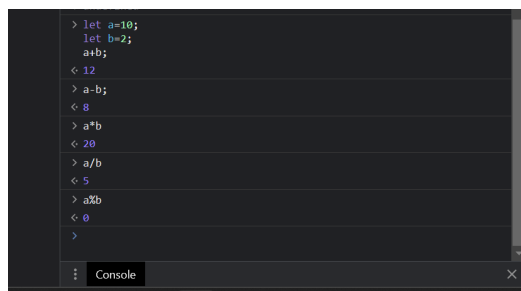 > let a=10;
let b=2;
a+b;
< 12
> a-b;
< 8
> a*b
< 20
> a/b
< 5
> a%b
< 0
>
Console